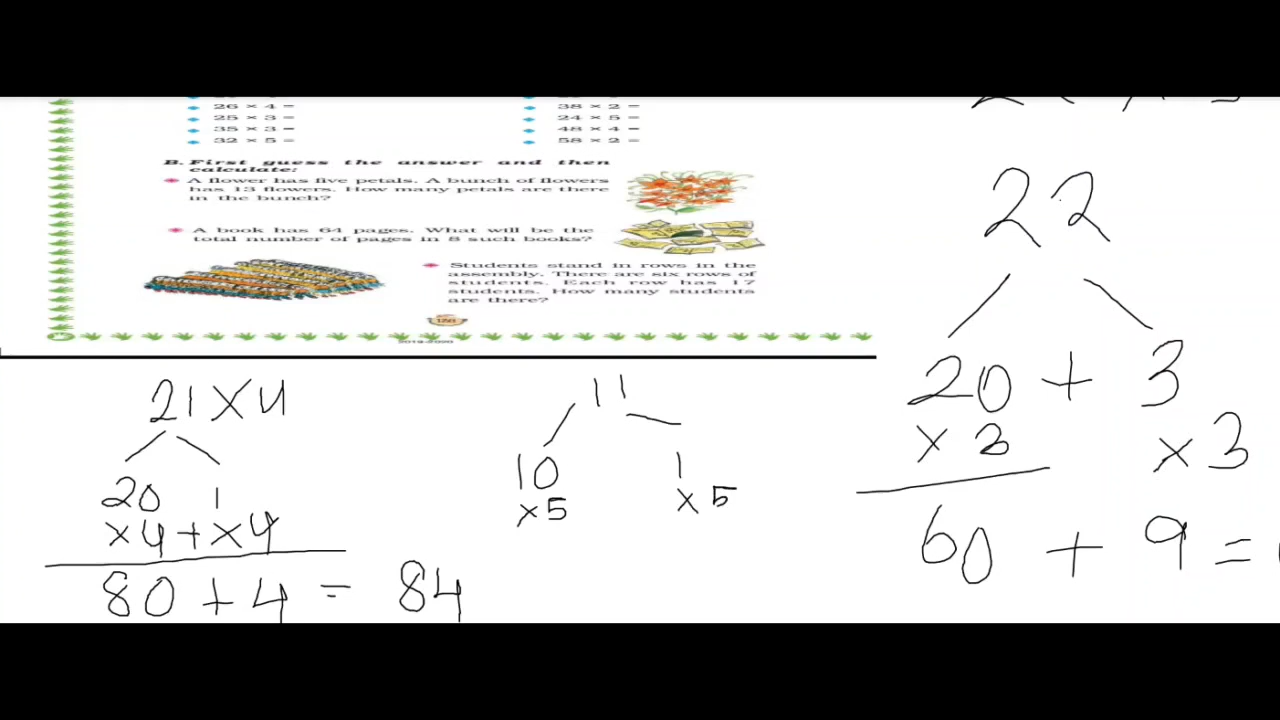 26 × 4 =
25 × 3 =
35 × 3 =
32 × 5 =
38 × 2 =
24 × 5 =
48 × 4 =
58 × 2 =
B. First guess the answer and then
calculate:
A flower has five petals. A bunch of flowers
has 13 flowers. How many petals are there
in the bunch?
A book has 64 pages. What will be the
total number of pages in 8 such books?
Students stand in rows in the
assembly. There are six rows of
students. Each row has 17
students. How many students
are there?
186
2019-2020
21 × 4
20 1
×4 + ×4
80 + 4 = 84
11
10 1
×5 ×5
22
20 + 3
× 3 × 3
60 + 9 =